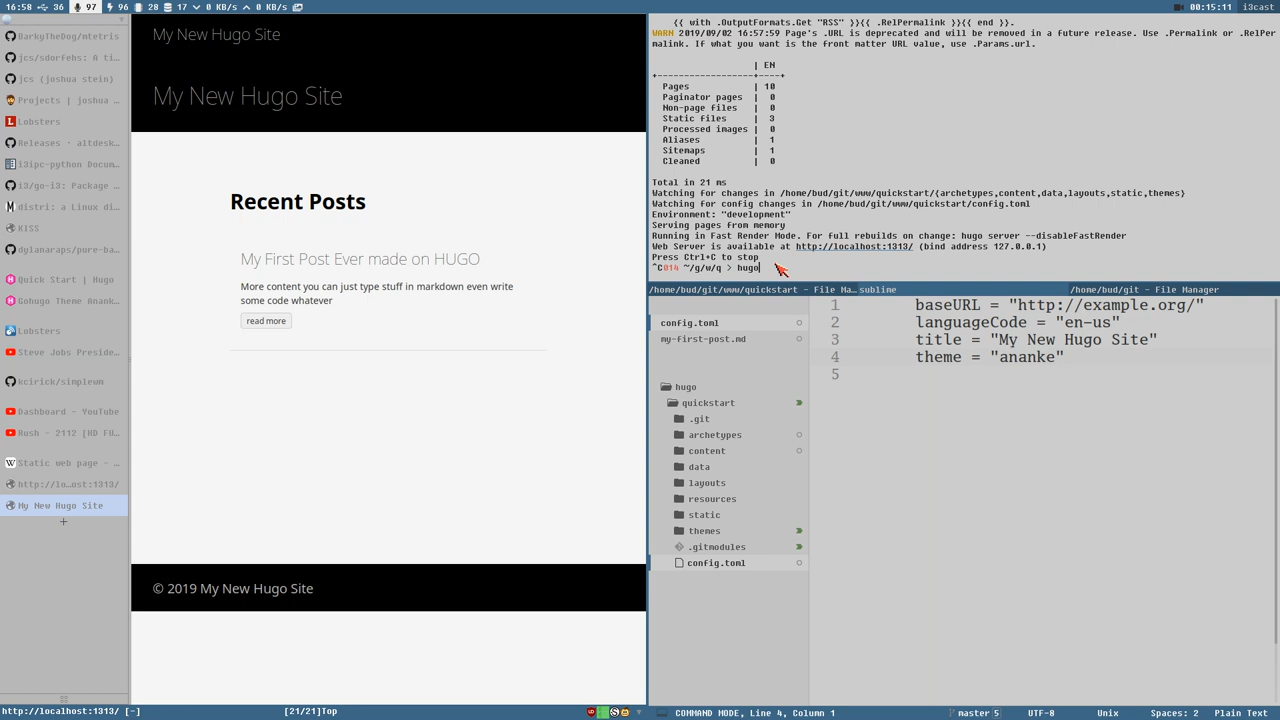 16:58 36 97 96 28 17 0 KB/s 0 KB/s 00:15:11 i3cast
BarkyTheDog/mtetris
jcs/sdorfehs: A ti…
jcs (joshua stein)
Projects | joshua …
Lobsters
Releases · altdesk…
i3ipc-python Docum…
i3/go-i3: Package …
distri: a Linux di…
KISS
dylanaraps/pure-ba…
Quick Start | Hugo
Gohugo Theme Anank…
Lobsters
Steve Jobs Preside…
kcirick/simplewm
Dashboard - YouTube
Rush - 2112 [HD FU…
Static web page - …
http://lo…ost:1313/
My New Hugo Site
My New Hugo Site
My New Hugo Site
Recent Posts
My First Post Ever made on HUGO
More content you can just type stuff in markdown even write
some code whatever
read more
© 2019 My New Hugo Site
http://localhost:1313/ [-] [21/21]Top
{{ with .OutputFormats.Get "RSS" }}{{ .RelPermalink }}{{ end }}.
WARN 2019/09/02 16:57:59 Page's .URL is deprecated and will be removed in a future release. Use .Permalink or .RelPer
malink. If what you want is the front matter URL value, use .Params.url.
| EN
+-------------------+----+
Pages | 10
Paginator pages | 0
Non-page files | 0
Static files | 3
Processed images | 0
Aliases | 1
Sitemaps | 1
Cleaned | 0
Total in 21 ms
Watching for changes in /home/bud/git/www/quickstart/{archetypes,content,data,layouts,static,themes}
Watching for config changes in /home/bud/git/www/quickstart/config.toml
Environment: "development"
Serving pages from memory
Running in Fast Render Mode. For full rebuilds on change: hugo server --disableFastRender
Web Server is available at http://localhost:1313/ (bind address 127.0.0.1)
Press Ctrl+C to stop
^C014 ~/g/w/q > hugo
/home/bud/git/www/quickstart - File Ma… sublime /home/bud/git - File Manager
config.toml
my-first-post.md
hugo
quickstart
.git
archetypes
content
data
layouts
resources
static
themes
.gitmodules
config.toml
1 baseURL = "http://example.org/"
2 languageCode = "en-us"
3 title = "My New Hugo Site"
4 theme = "ananke"
5
COMMAND MODE, Line 4, Column 1 master 5 UTF-8 Unix Spaces: 2 Plain Text